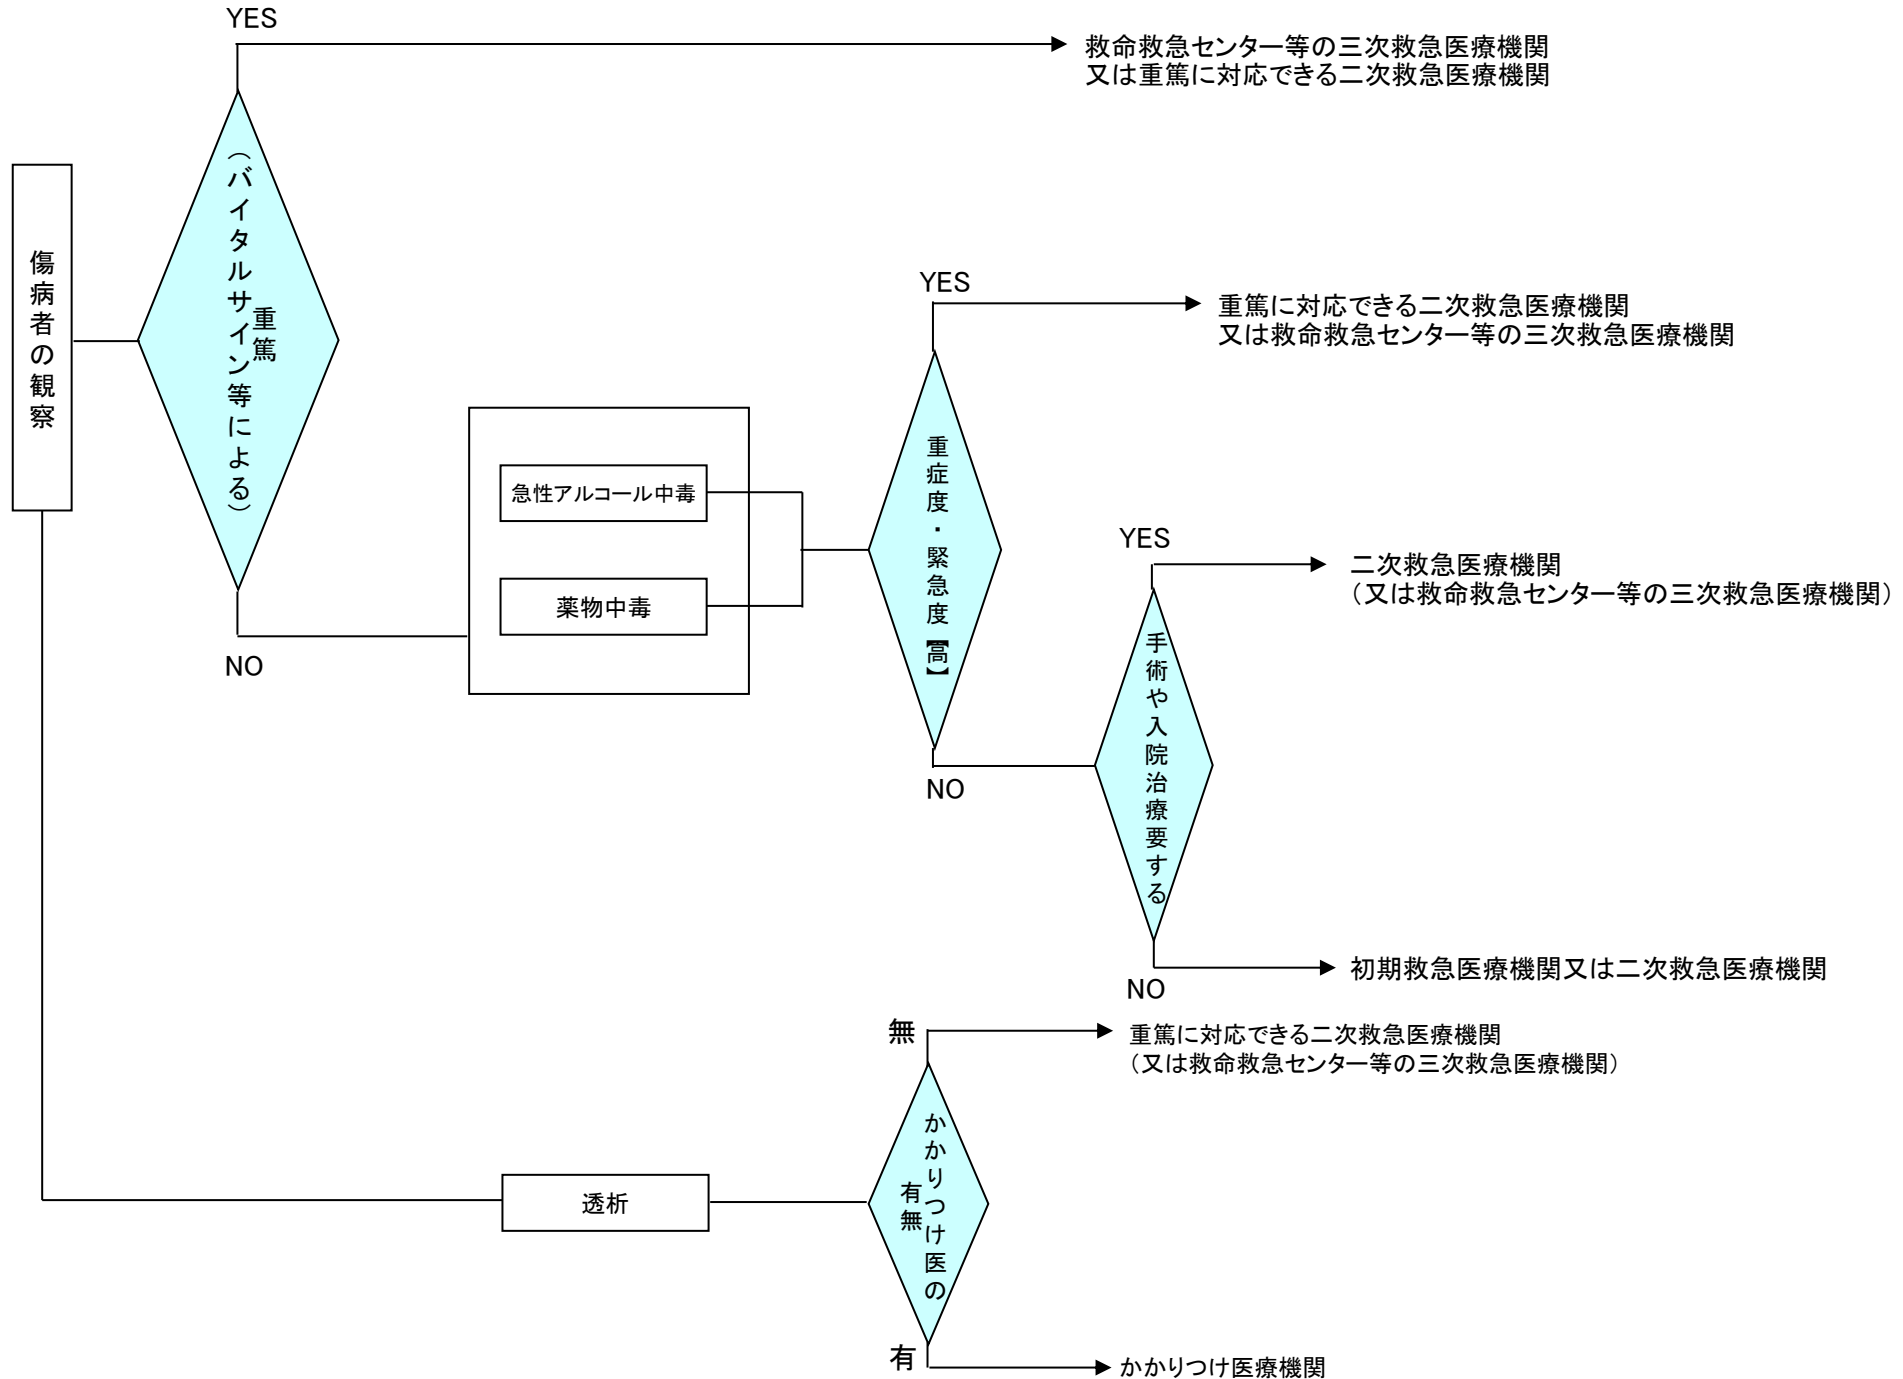 YES
救命救急センター等の三次救急医療機関
又は重篤に対応できる二次救急医療機関
傷病者の観察
重篤
（バイタルサイン等による）
NO
急性アルコール中毒
薬物中毒
YES
重篤に対応できる二次救急医療機関
又は救命救急センター等の三次救急医療機関
重症度・緊急度【高】
NO
YES
二次救急医療機関
（又は救命救急センター等の三次救急医療機関）
手術や入院治療要する
NO
初期救急医療機関又は二次救急医療機関
無
重篤に対応できる二次救急医療機関
（又は救命救急センター等の三次救急医療機関）
透析
かかりつけ医の
有無
有
かかりつけ医療機関